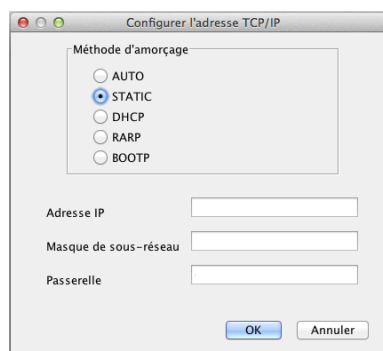 Configurer l'adresse TCP/IP
Méthode d'amorçage
AUTO
STATIC
DHCP
RARP
BOOTP
Adresse IP
Masque de sous-réseau
Passerelle
OK Annuler